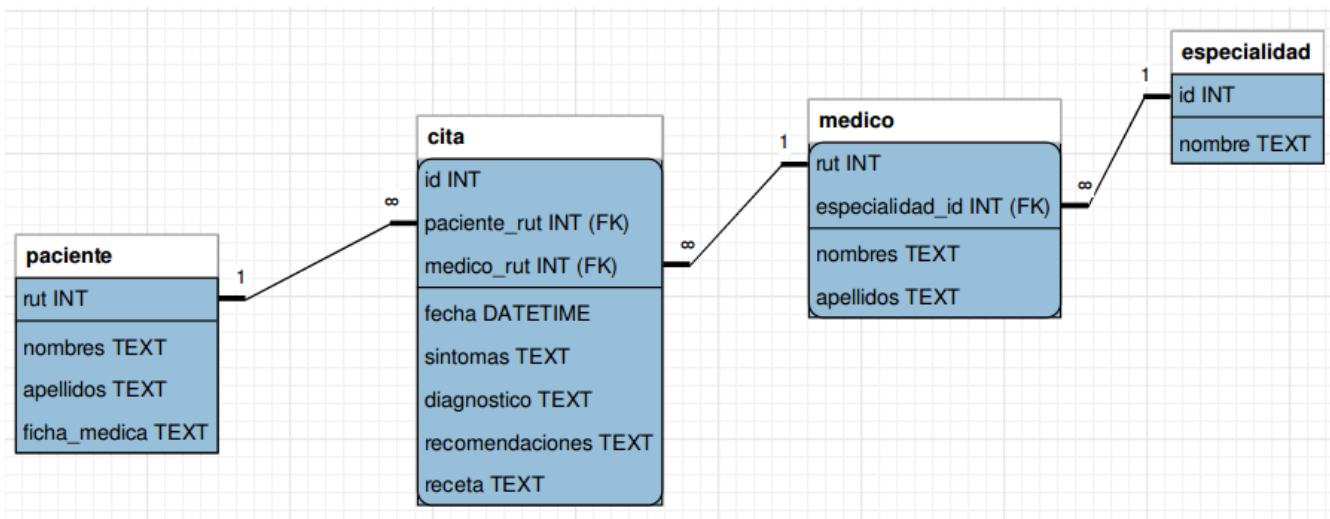 paciente
rut INT
nombres TEXT
apellidos TEXT
ficha_medica TEXT
1
∞
cita
id INT
paciente_rut INT (FK)
medico_rut INT (FK)
fecha DATETIME
sintomas TEXT
diagnostico TEXT
recomendaciones TEXT
receta TEXT
∞
1
medico
rut INT
especialidad_id INT (FK)
nombres TEXT
apellidos TEXT
∞
1
especialidad
id INT
nombre TEXT